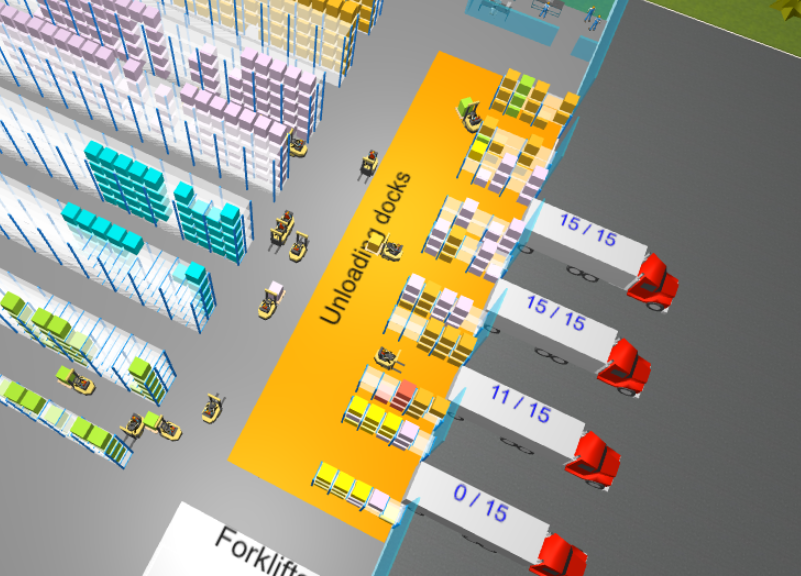 Unloading docks
15 / 15
15 / 15
11 / 15
0 / 15
Forklifts